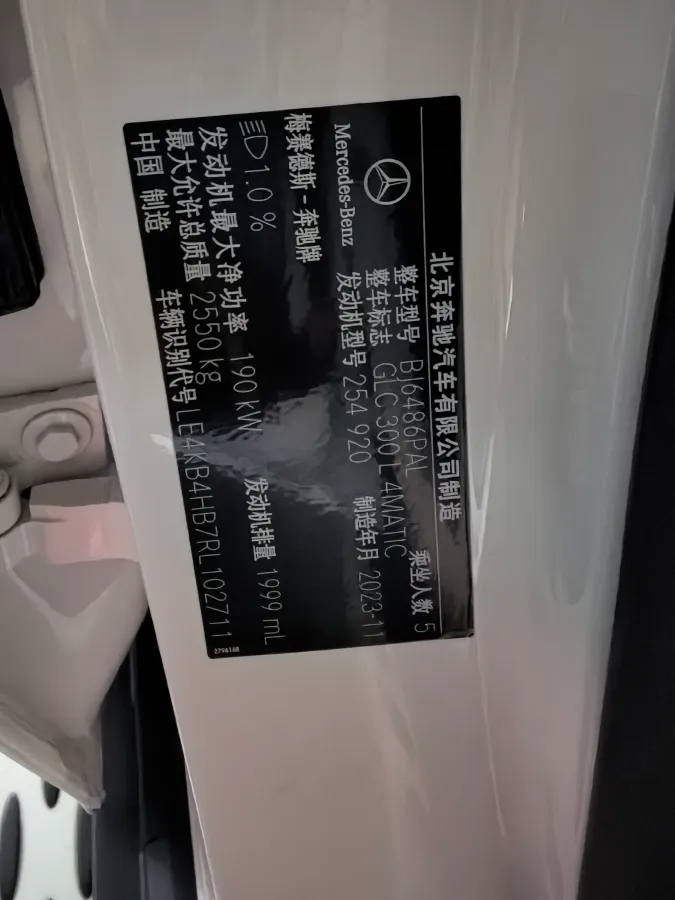 北京奔驰汽车有限公司制造
Mercedes-Benz
整车型号 BJ6486PAL 乘坐人数 5
整车标志 GLC 300 L 4MATIC
发动机型号 254 920 制造年月 2023-11
梅赛德斯-奔驰牌
1.0 % 发动机排量 1999 mL
发动机最大净功率 190 kW
最大允许总质量 2550 kg
中国 制造 车辆识别代号 LE4KB4HB7RL102711
2796168